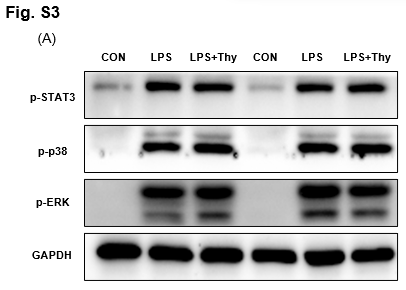 Fig. S3
(A)
CON LPS LPS+Thy CON LPS LPS+Thy
p-STAT3
p-p38
p-ERK
GAPDH